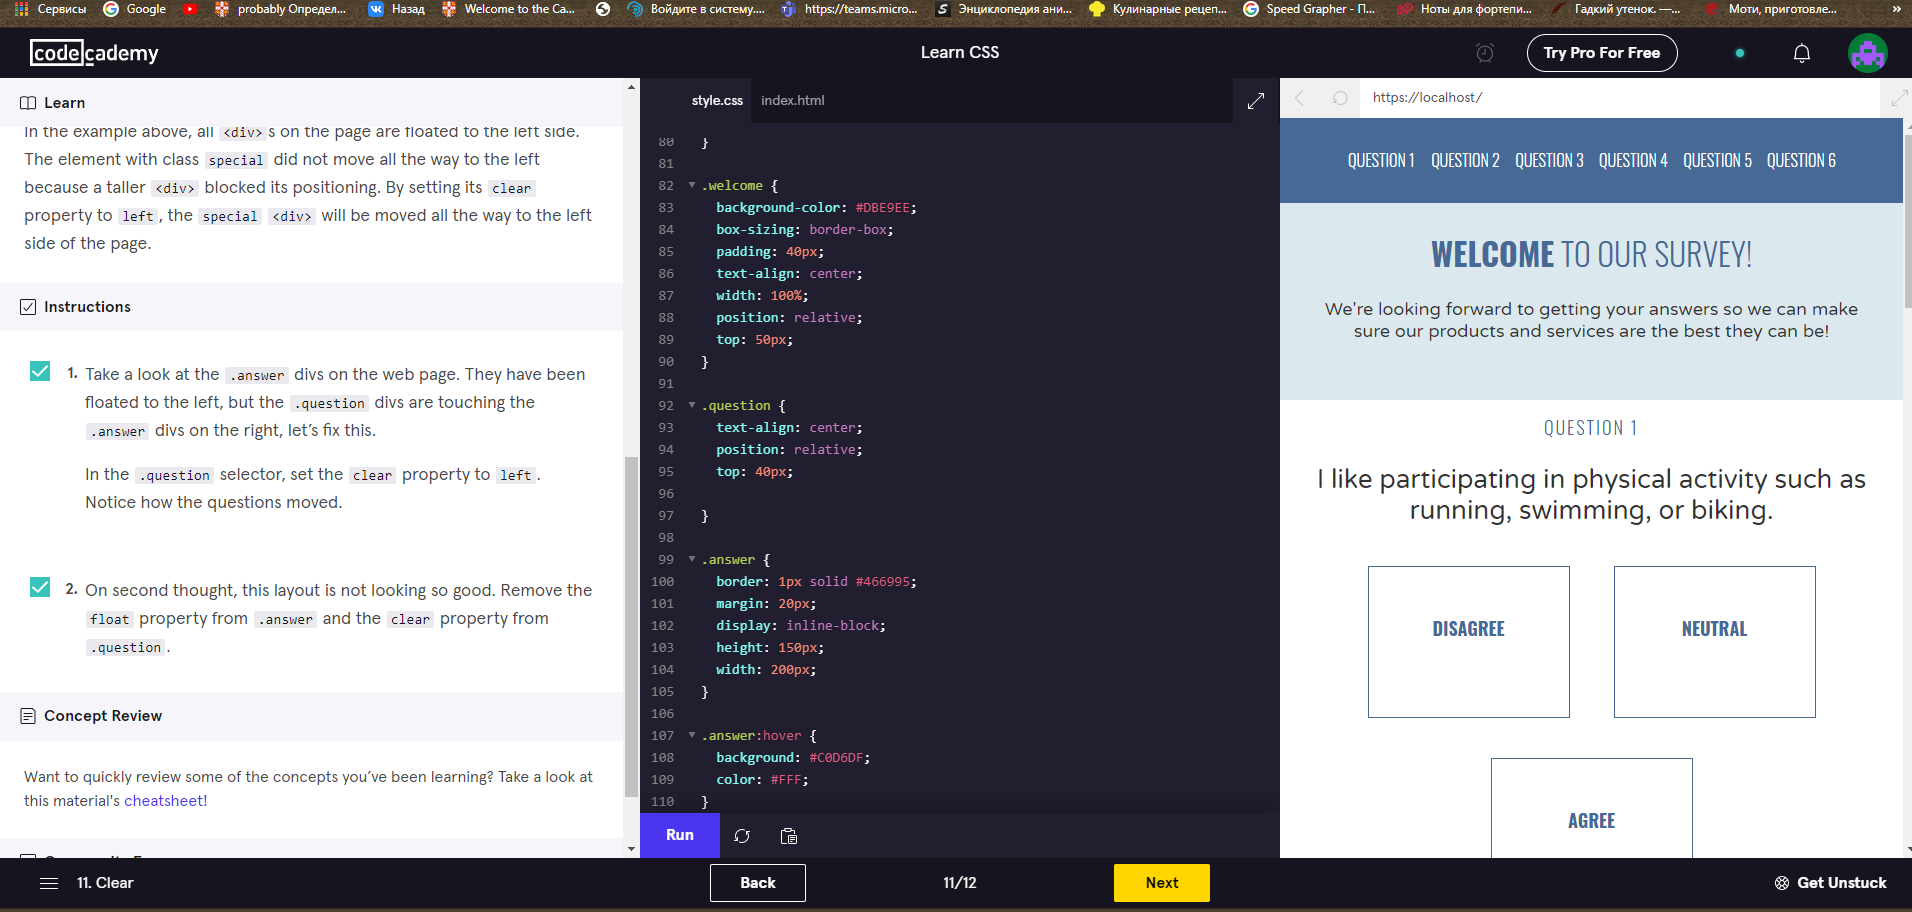 Сервисы Google probably Определ... Назад Welcome to the Ca... Войдите в систему.... https://teams.micro... Энциклопедия ани... Кулинарные рецеп... Speed Grapher - П... Ноты для фортепи... Гадкий утенок. —... Моти, приготовле... »
codecademy
Learn CSS
Try Pro For Free
Learn
In the example above, all <div> s on the page are floated to the left side.
The element with class special did not move all the way to the left
because a taller <div> blocked its positioning. By setting its clear
property to left , the special <div> will be moved all the way to the left
side of the page.
Instructions
1. Take a look at the .answer divs on the web page. They have been
floated to the left, but the .question divs are touching the
.answer divs on the right, let’s fix this.
In the .question selector, set the clear property to left .
Notice how the questions moved.
2. On second thought, this layout is not looking so good. Remove the
float property from .answer and the clear property from
.question .
Concept Review
Want to quickly review some of the concepts you’ve been learning? Take a look at
this material's cheatsheet!
style.css index.html
80 }
81
82 .welcome {
83 background-color: #DBE9EE;
84 box-sizing: border-box;
85 padding: 40px;
86 text-align: center;
87 width: 100%;
88 position: relative;
89 top: 50px;
90 }
91
92 .question {
93 text-align: center;
94 position: relative;
95 top: 40px;
96
97 }
98
99 .answer {
100 border: 1px solid #466995;
101 margin: 20px;
102 display: inline-block;
103 height: 150px;
104 width: 200px;
105 }
106
107 .answer:hover {
108 background: #C0D6DF;
109 color: #FFF;
110 }
Run
https://localhost/
QUESTION 1 QUESTION 2 QUESTION 3 QUESTION 4 QUESTION 5 QUESTION 6
WELCOME TO OUR SURVEY!
We're looking forward to getting your answers so we can make
sure our products and services are the best they can be!
QUESTION 1
I like participating in physical activity such as
running, swimming, or biking.
DISAGREE NEUTRAL
AGREE
11. Clear
Back
11/12
Next
Get Unstuck